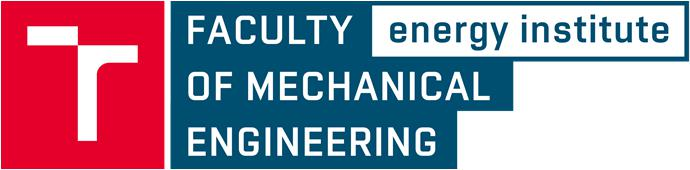 FACULTY energy institute
OF MECHANICAL
ENGINEERING